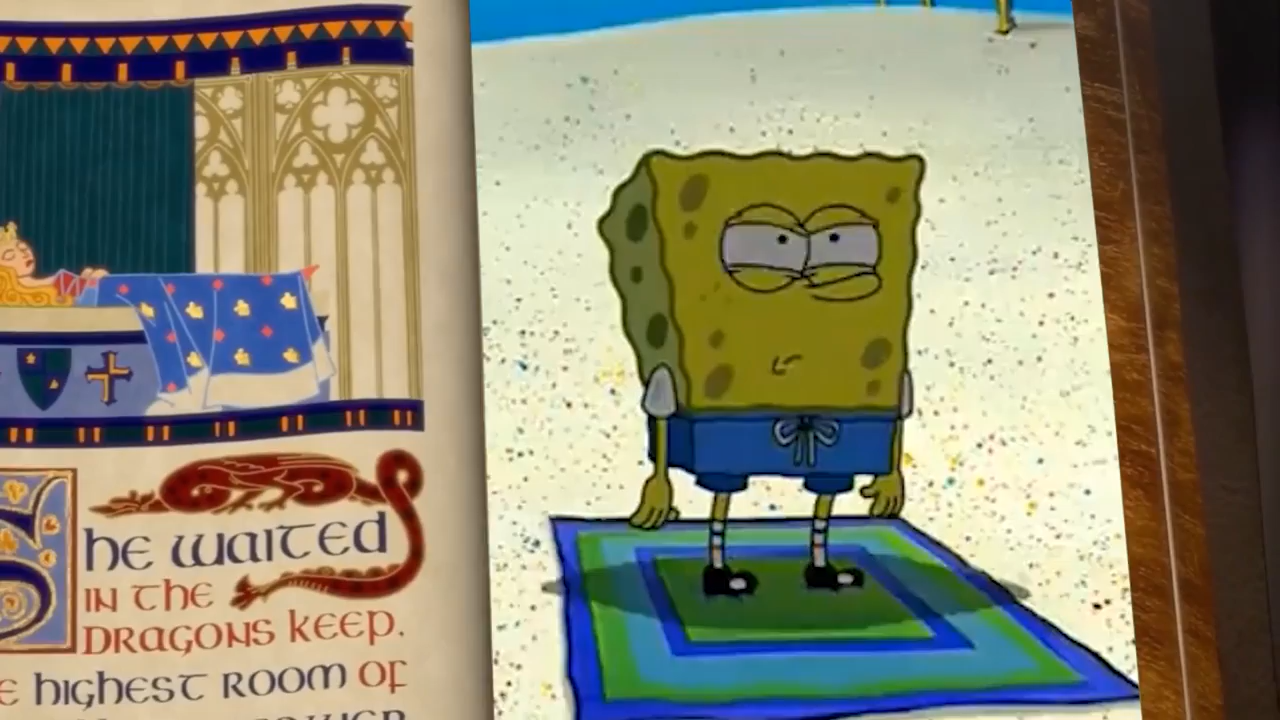 She waited
in the
dragons keep.
highest room of